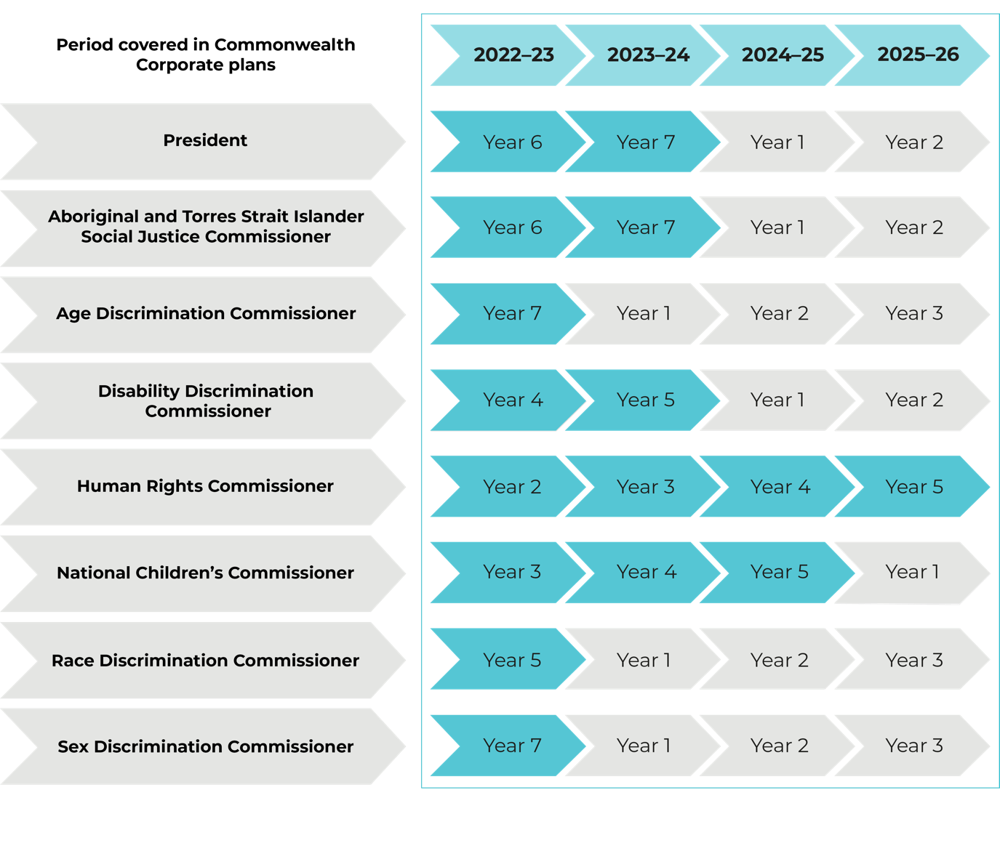 Period covered in Commonwealth
Corporate plans
2022–23 2023–24 2024–25 2025–26
President
Year 6 Year 7 Year 1 Year 2
Aboriginal and Torres Strait Islander
Social Justice Commissioner
Year 6 Year 7 Year 1 Year 2
Age Discrimination Commissioner
Year 7 Year 1 Year 2 Year 3
Disability Discrimination
Commissioner
Year 4 Year 5 Year 1 Year 2
Human Rights Commissioner
Year 2 Year 3 Year 4 Year 5
National Children’s Commissioner
Year 3 Year 4 Year 5 Year 1
Race Discrimination Commissioner
Year 5 Year 1 Year 2 Year 3
Sex Discrimination Commissioner
Year 7 Year 1 Year 2 Year 3